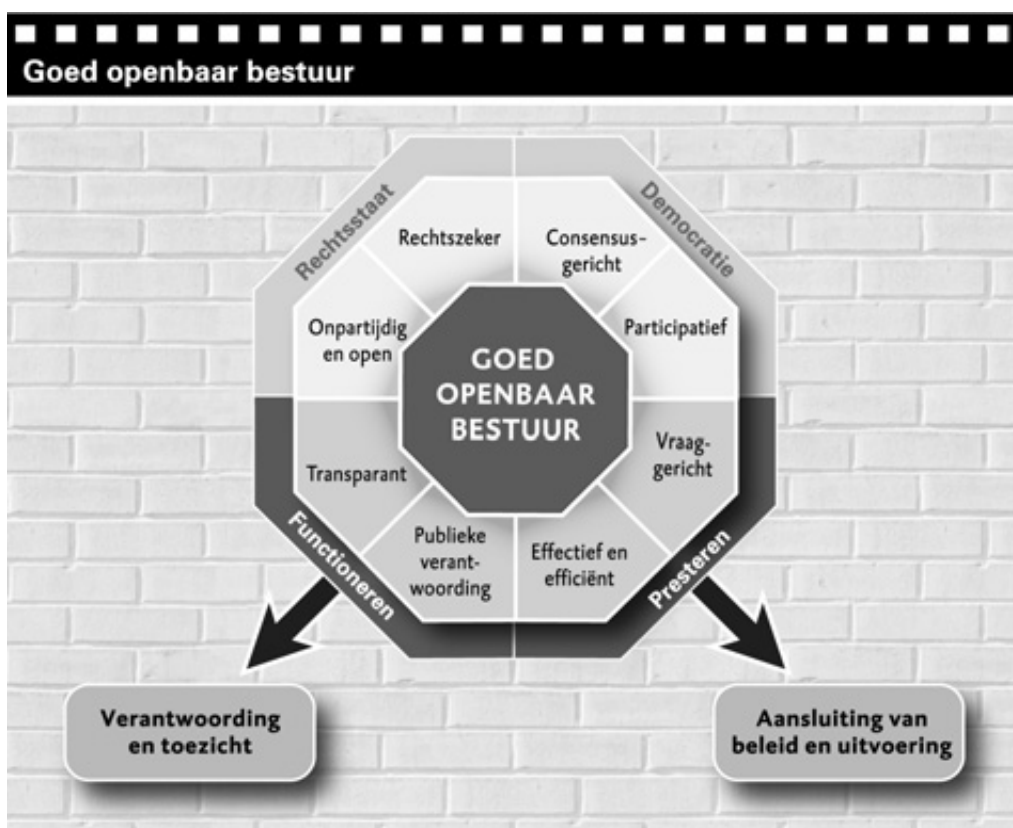 Goed openbaar bestuur
Rechtsstaat
Democratie
Rechtszeker
Consensus-
gericht
Onpartijdig
en open
Participatief
GOED
OPENBAAR
BESTUUR
Transparant
Vraag-
gericht
Publieke
verant-
woording
Effectief en
efficiënt
Functioneren
Presteren
Verantwoording
en toezicht
Aansluiting van
beleid en uitvoering